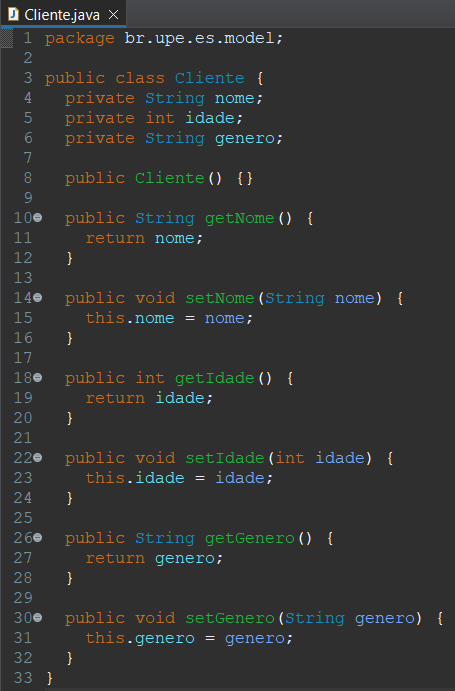 Cliente.java
1 package br.upe.es.model;
2
3 public class Cliente {
4   private String nome;
5   private int idade;
6   private String genero;
7
8   public Cliente() {}
9
10   public String getNome() {
11     return nome;
12   }
13
14   public void setNome(String nome) {
15     this.nome = nome;
16   }
17
18   public int getIdade() {
19     return idade;
20   }
21
22   public void setIdade(int idade) {
23     this.idade = idade;
24   }
25
26   public String getGenero() {
27     return genero;
28   }
29
30   public void setGenero(String genero) {
31     this.genero = genero;
32   }
33 }